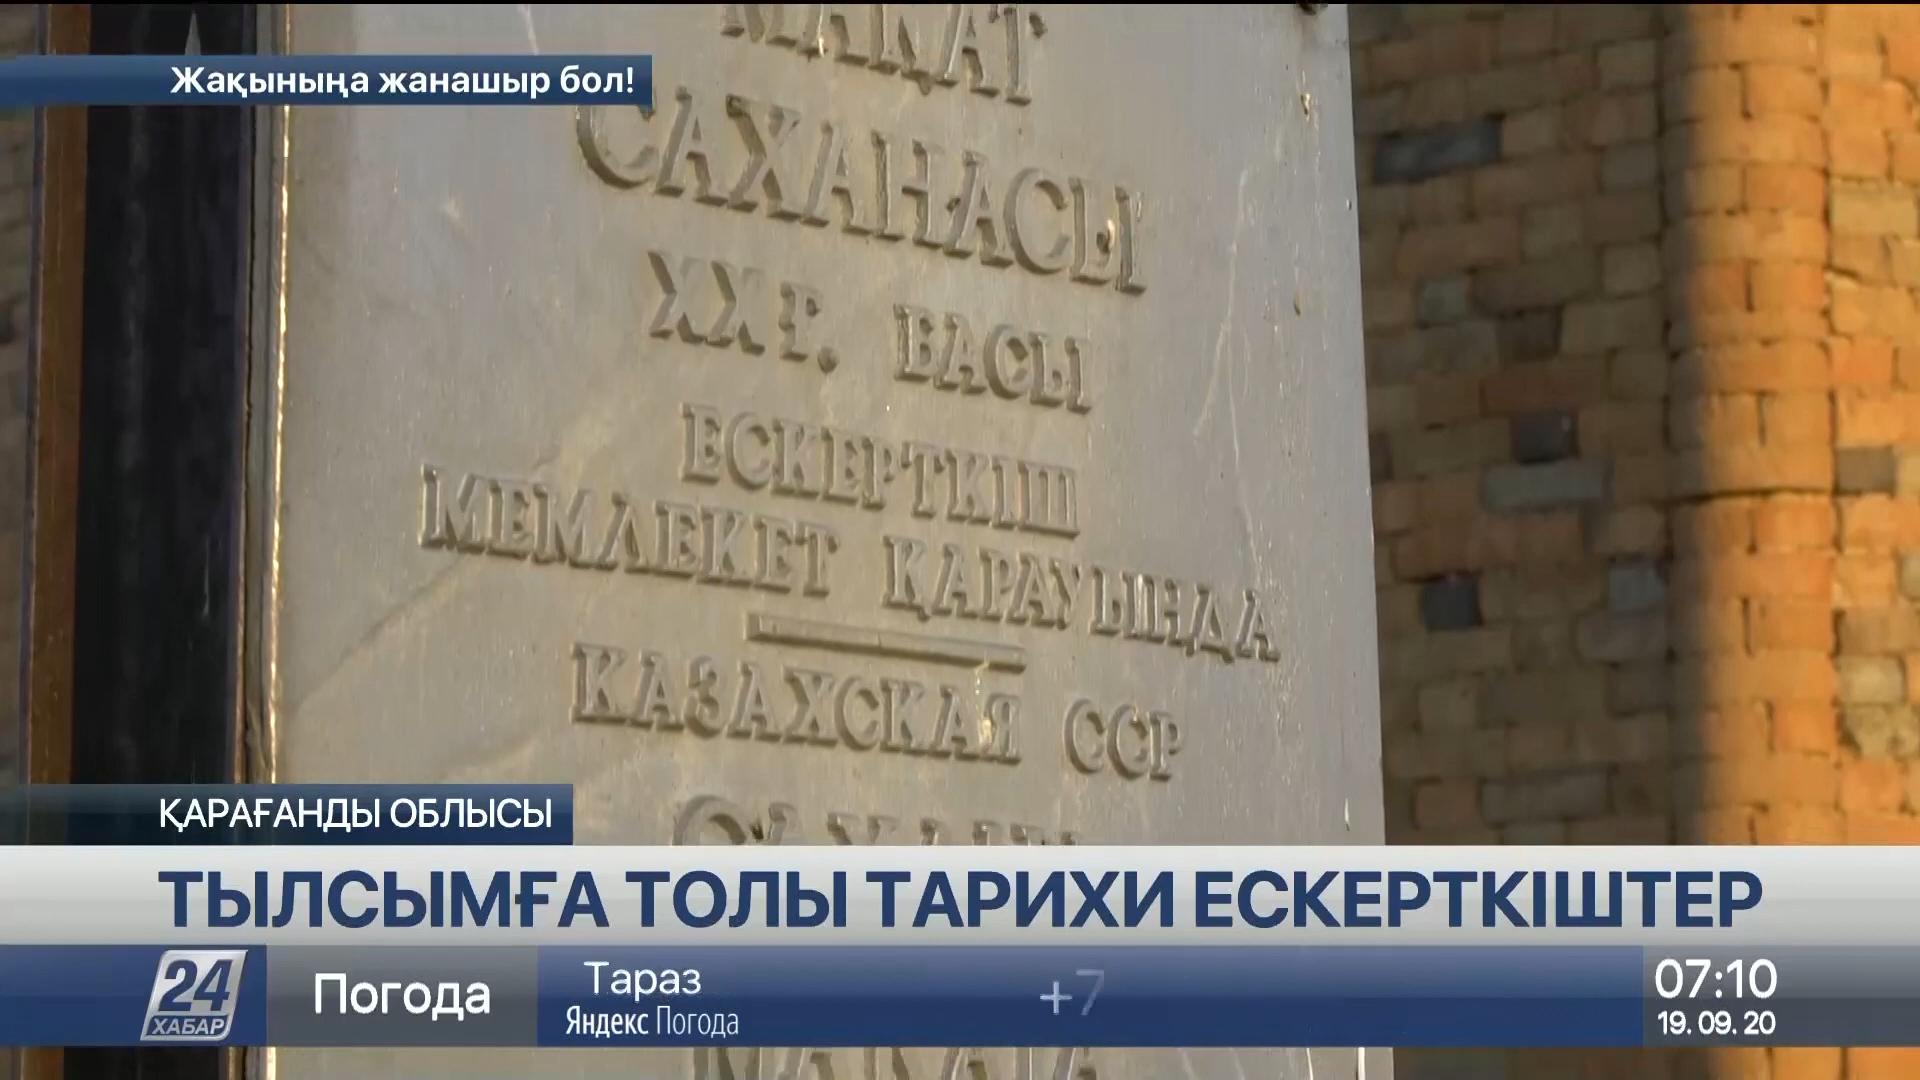 МАҚАТ
Жақыныңа жанашыр бол!
САХАНАСЫ
XX Ғ. БАСЫ
ЕСКЕРТКІШ
МЕМЛЕКЕТ ҚАРАУЫНДА
КАЗАХСКАЯ ССР
ҚАРАҒАНДЫ ОБЛЫСЫ
ТЫЛСЫМҒА ТОЛЫ ТАРИХИ ЕСКЕРТКІШТЕР
24
ХАБАР
Погода
Тараз
Яндекс Погода
+7
07:10
19. 09. 20